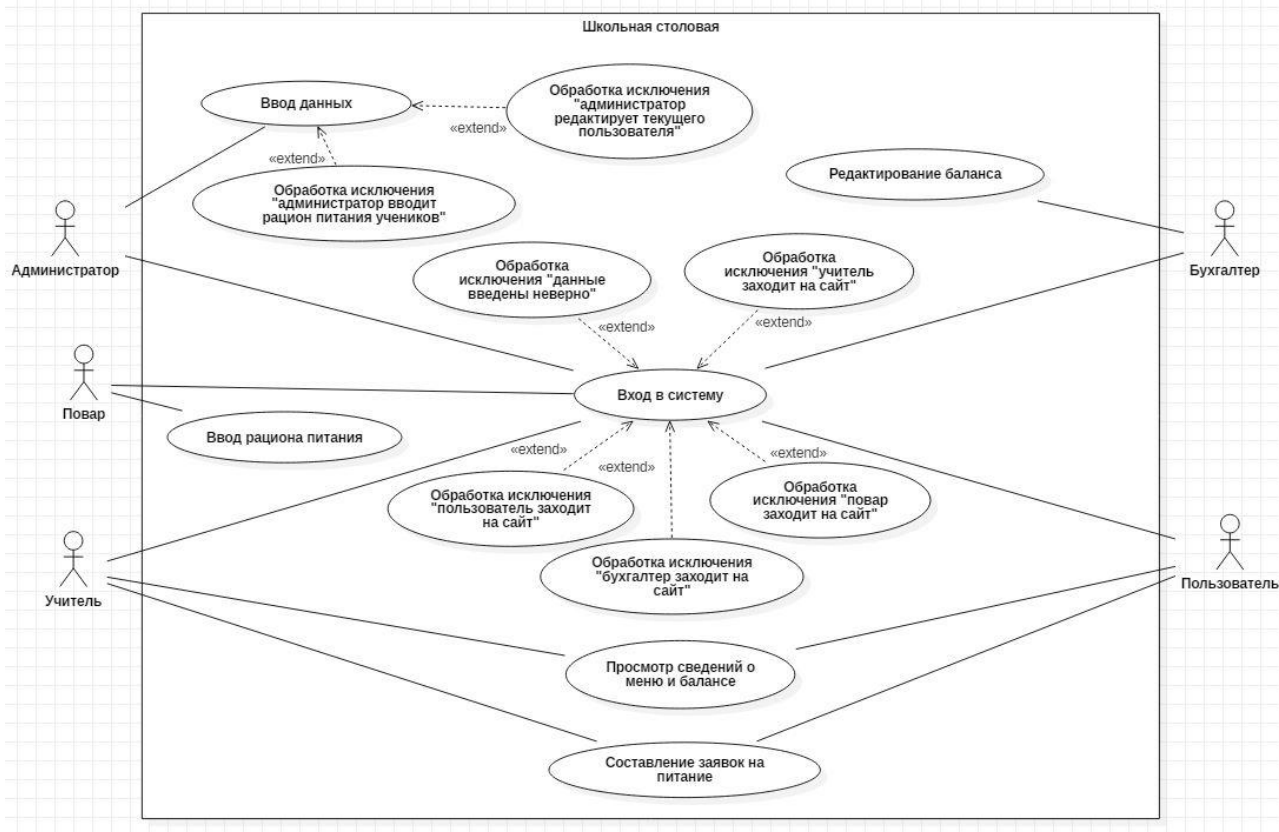 Школьная столовая
Ввод данных
Обработка исключения
"администратор
редактирует текущего
пользователя"
«extend»
«extend»
Обработка исключения
"администратор вводит
рацион питания учеников"
Редактирование баланса
Администратор
Бухгалтер
Обработка
исключения "данные
введены неверно"
Обработка
исключения "учитель
заходит на сайт"
«extend»
«extend»
Вход в систему
Повар
Ввод рациона питания
«extend»
«extend»
«extend»
Обработка исключения
"пользователь заходит
на сайт"
Обработка
исключения "повар
заходит на сайт"
Обработка исключения
"бухгалтер заходит на
сайт"
Учитель
Пользователь
Просмотр сведений о
меню и балансе
Составление заявок на
питание